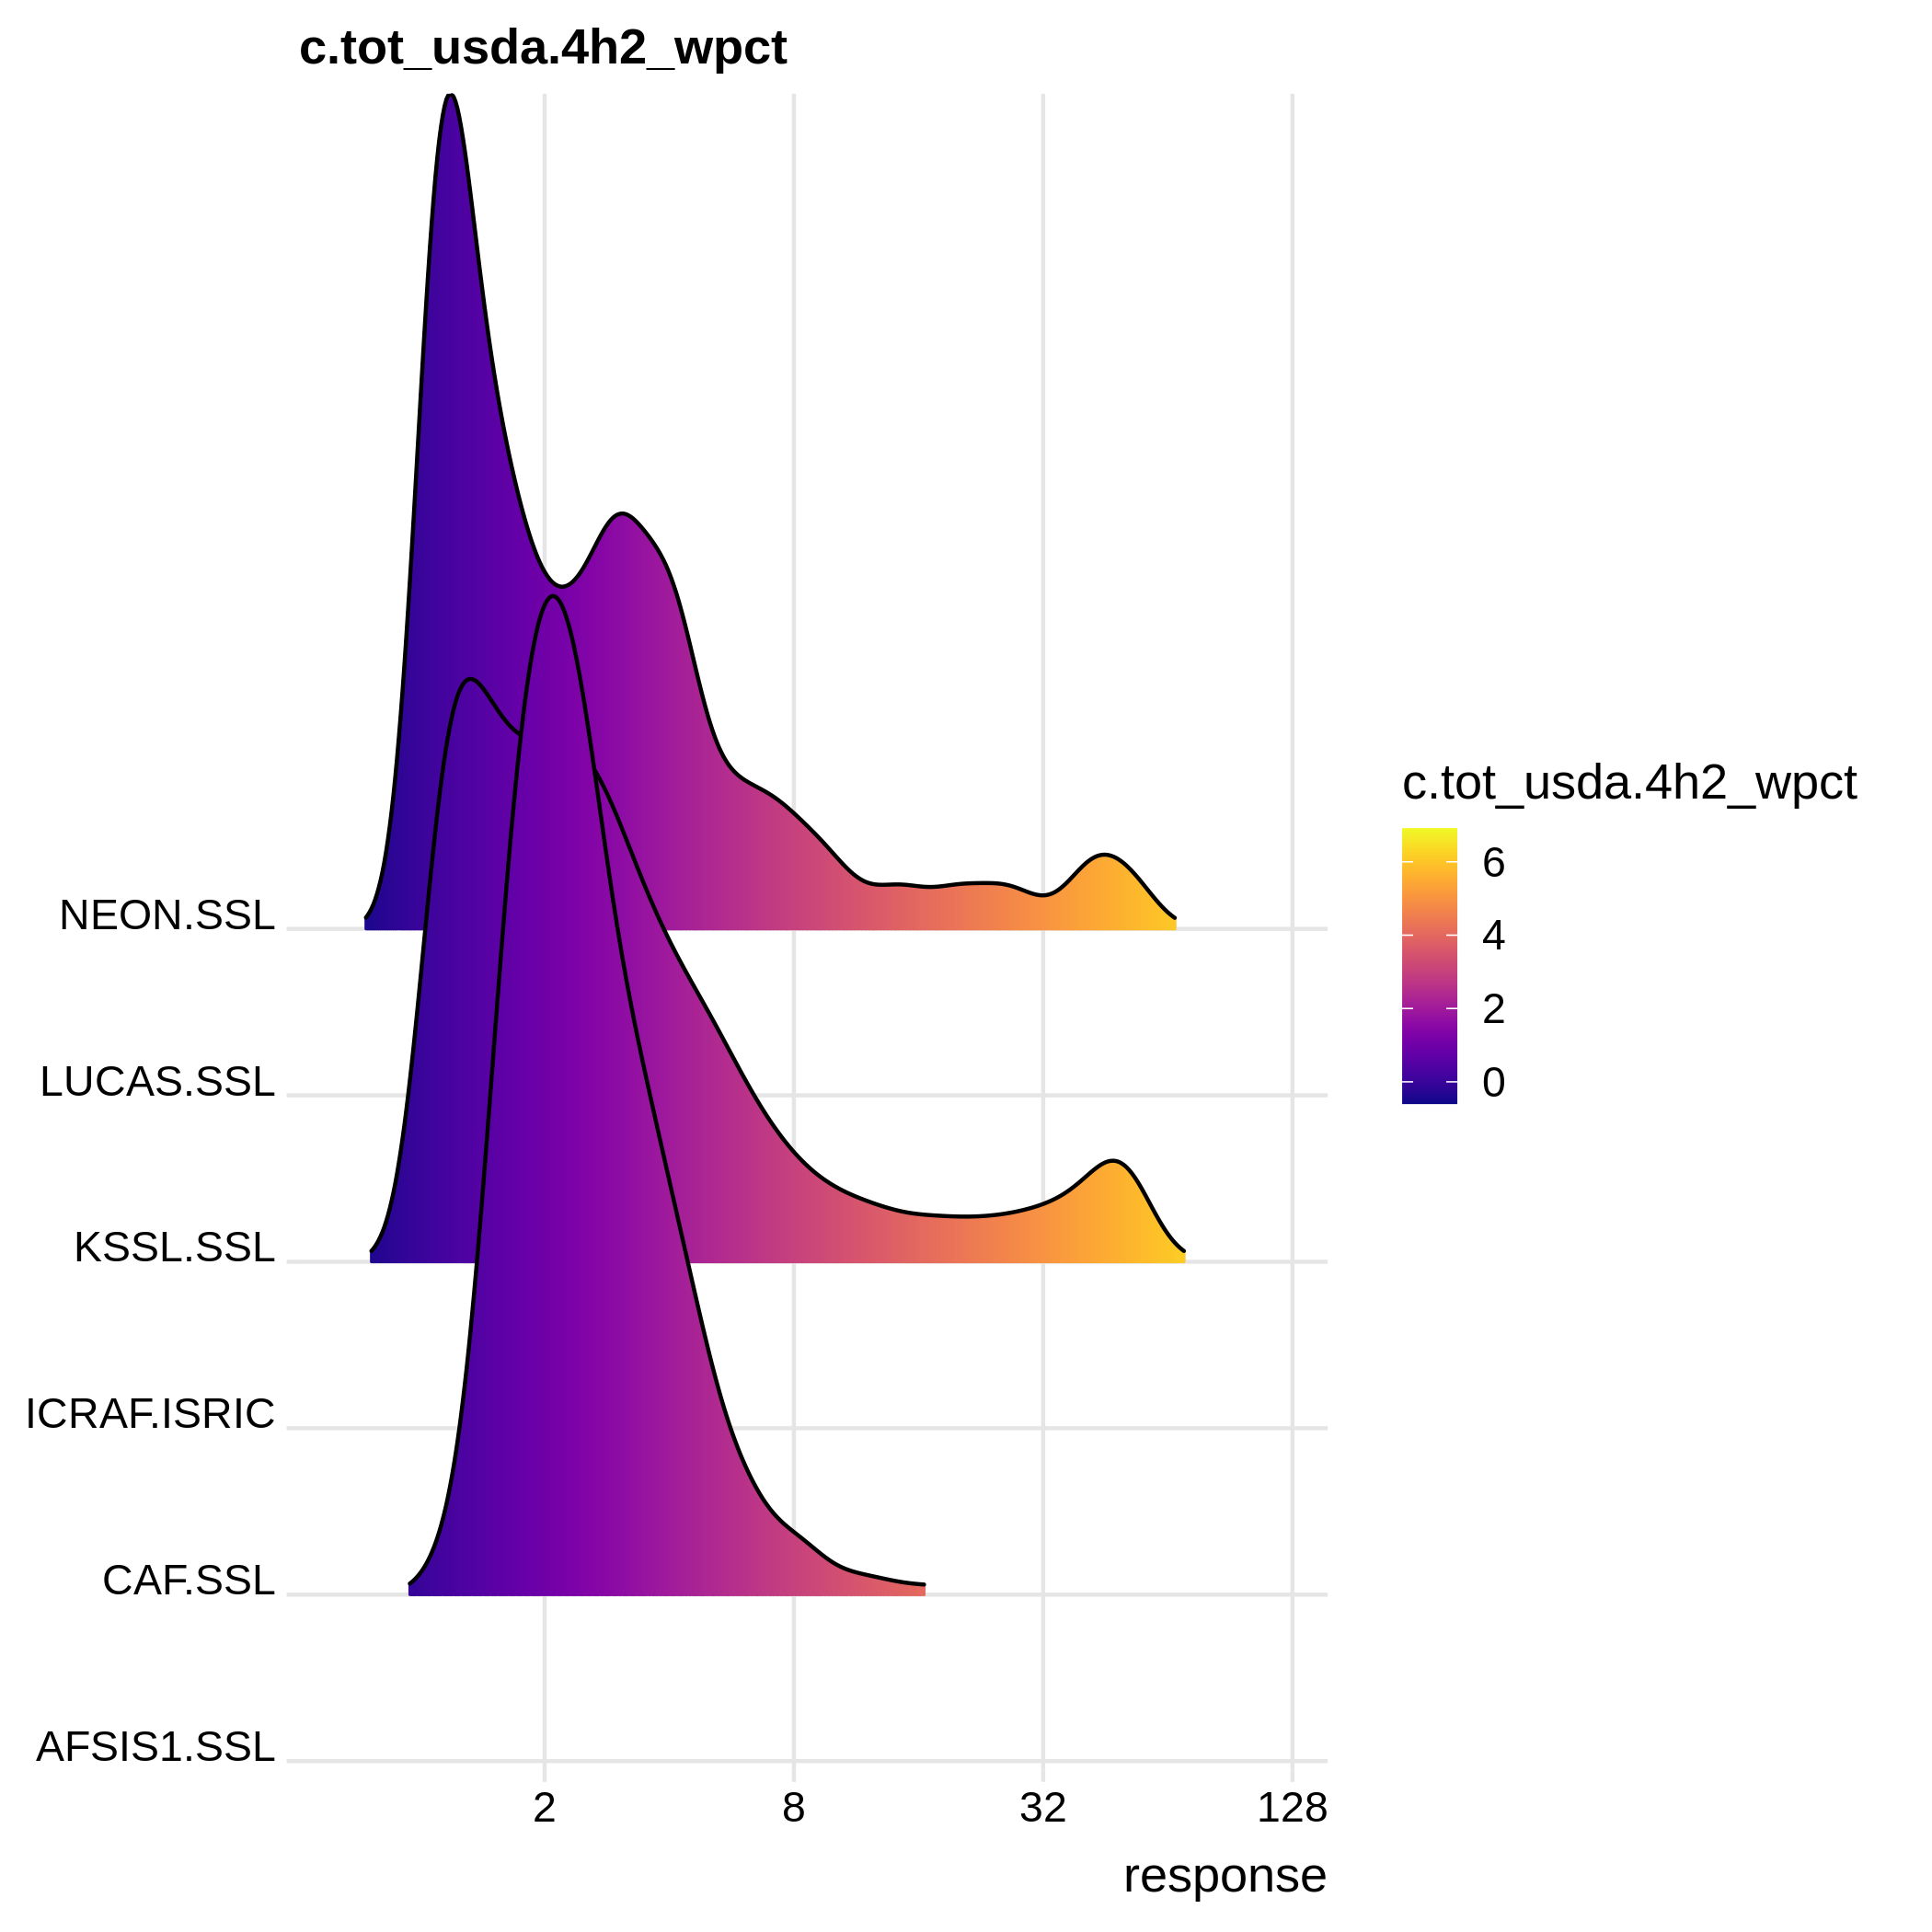 c.tot_usda.4h2_wpct
NEON.SSL
LUCAS.SSL
KSSL.SSL
ICRAF.ISRIC
CAF.SSL
AFSIS1.SSL
2 8 32 128
response
c.tot_usda.4h2_wpct
6
4
2
0